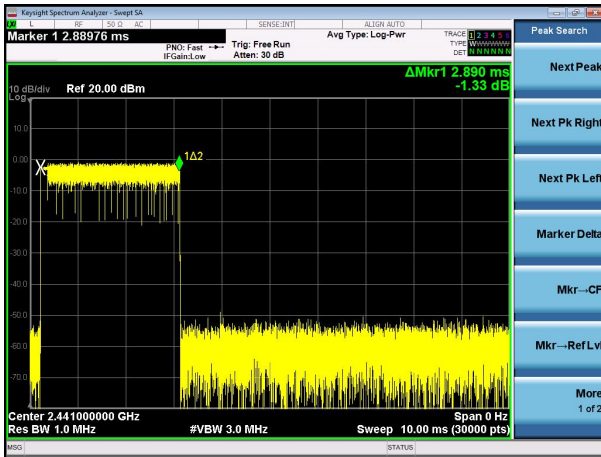 Keysight Spectrum Analyzer - Swept SA
LXI L RF 50 Ω AC SENSE:INT ALIGN AUTO
Marker 1 2.88976 ms
PNO: Fast
IFGain:Low
Trig: Free Run
Atten: 30 dB
Avg Type: Log-Pwr
TRACE 1 2 3 4 5 6
TYPE WWWWWW
DET N N N N N N
ΔMkr1 2.890 ms
-1.33 dB
10 dB/div Ref 20.00 dBm
Log
10.0
0.00
-10.0
-20.0
-30.0
-40.0
-50.0
-60.0
-70.0
X
1Δ2
Center 2.441000000 GHz Span 0 Hz
Res BW 1.0 MHz #VBW 3.0 MHz Sweep 10.00 ms (30000 pts)
MSG STATUS
Peak Search
Next Peak
Next Pk Right
Next Pk Left
Marker Delta
Mkr→CF
Mkr→Ref Lvl
More
1 of 2